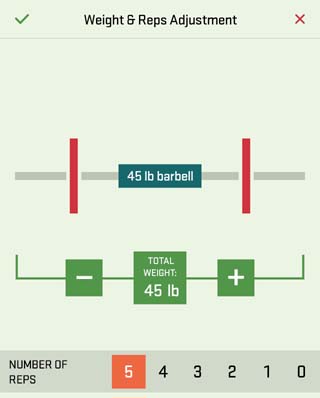 Weight & Reps Adjustment
45 lb barbell
TOTAL
WEIGHT:
45 lb
NUMBER OF
REPS
5 4 3 2 1 0